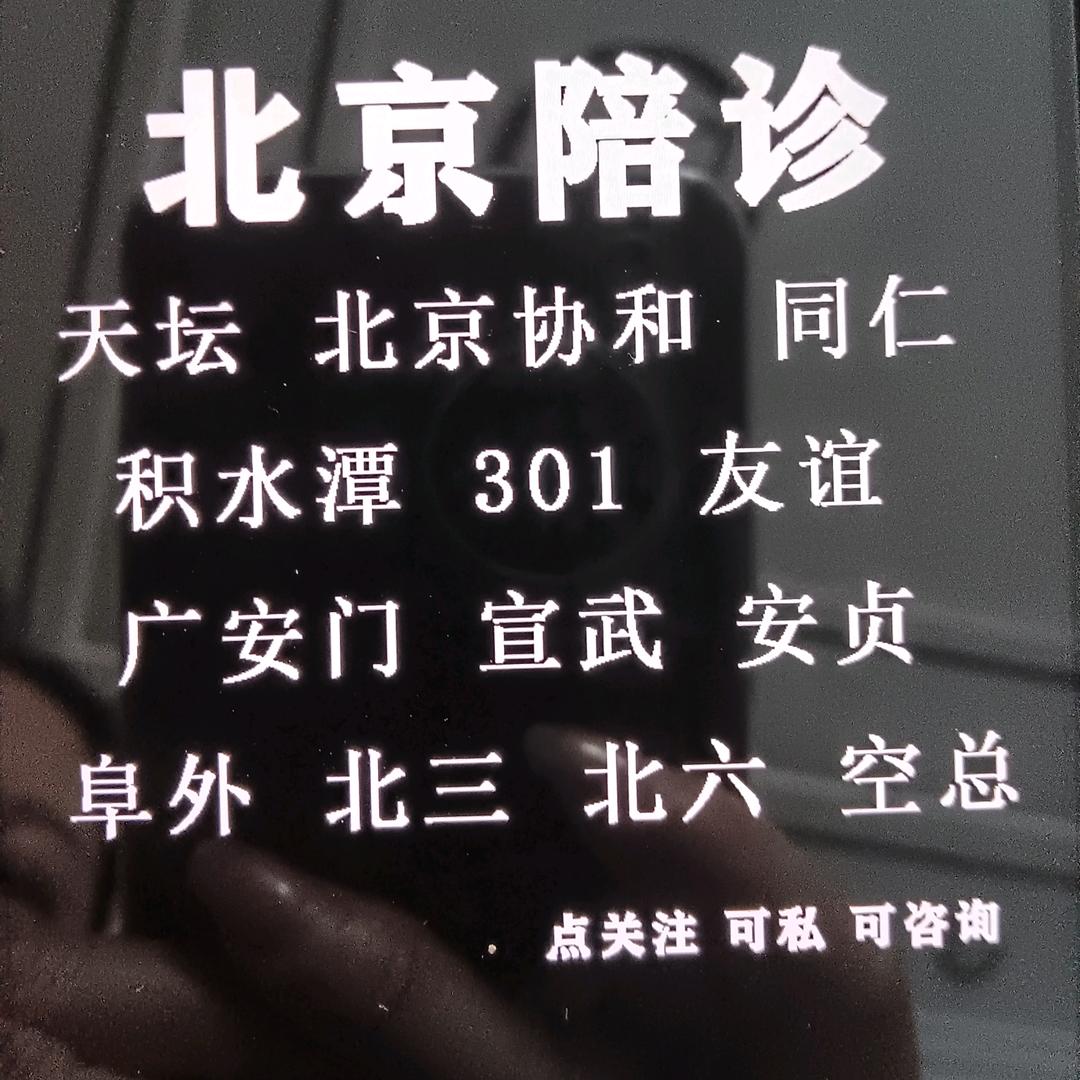 北京陪诊
天坛 北京协和 同仁
积水潭 301 友谊
广安门 宣武 安贞
阜外 北三 北六 空总
点关注 可私 可咨询